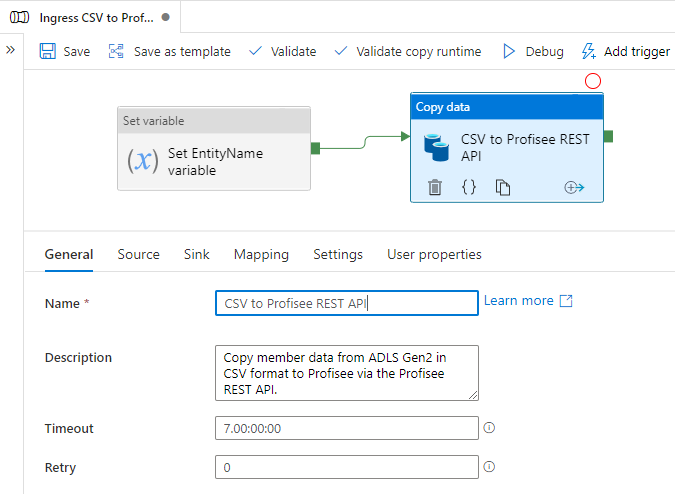 Ingress CSV to Prof...
Save
Save as template
Validate
Validate copy runtime
Debug
Add trigger
Set variable
(x)
Set EntityName
variable
Copy data
CSV to Profisee REST
API
{}
General
Source
Sink
Mapping
Settings
User properties
Name *
CSV to Profisee REST API
Learn more
Description
Copy member data from ADLS Gen2 in
CSV format to Profisee via the Profisee
REST API.
Timeout
7.00:00:00
Retry
0